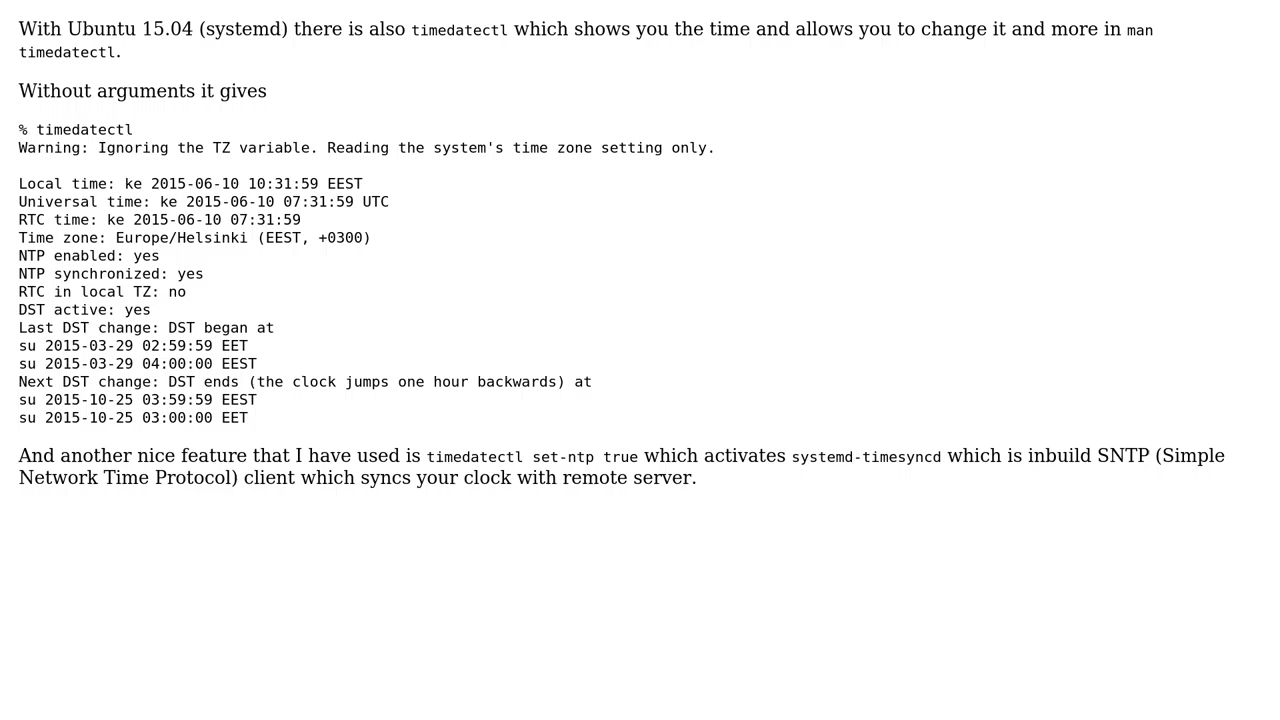 With Ubuntu 15.04 (systemd) there is also timedatectl which shows you the time and allows you to change it and more in man
timedatectl.
Without arguments it gives
% timedatectl
Warning: Ignoring the TZ variable. Reading the system's time zone setting only.
Local time: ke 2015-06-10 10:31:59 EEST
Universal time: ke 2015-06-10 07:31:59 UTC
RTC time: ke 2015-06-10 07:31:59
Time zone: Europe/Helsinki (EEST, +0300)
NTP enabled: yes
NTP synchronized: yes
RTC in local TZ: no
DST active: yes
Last DST change: DST began at
su 2015-03-29 02:59:59 EET
su 2015-03-29 04:00:00 EEST
Next DST change: DST ends (the clock jumps one hour backwards) at
su 2015-10-25 03:59:59 EEST
su 2015-10-25 03:00:00 EET
And another nice feature that I have used is timedatectl set-ntp true which activates systemd-timesyncd which is inbuild SNTP (Simple
Network Time Protocol) client which syncs your clock with remote server.